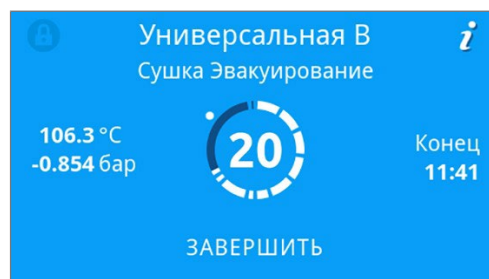 Универсальная В
i
Сушка Эвакуирование
106.3 °C
-0.854 бар
20
Конец
11:41
ЗАВЕРШИТЬ